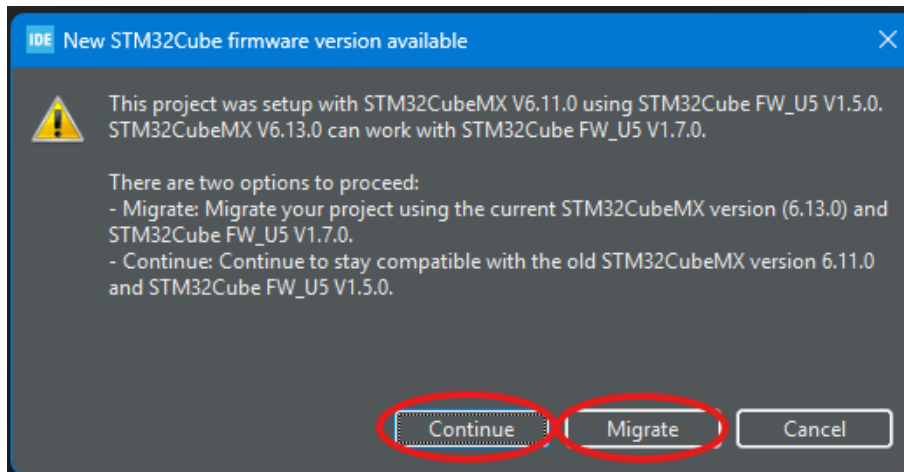 IDE New STM32Cube firmware version available
This project was setup with STM32CubeMX V6.11.0 using STM32Cube FW_U5 V1.5.0.
STM32CubeMX V6.13.0 can work with STM32Cube FW_U5 V1.7.0.
There are two options to proceed:
- Migrate: Migrate your project using the current STM32CubeMX version (6.13.0) and
STM32Cube FW_U5 V1.7.0.
- Continue: Continue to stay compatible with the old STM32CubeMX version 6.11.0
and STM32Cube FW_U5 V1.5.0.
Continue Migrate Cancel